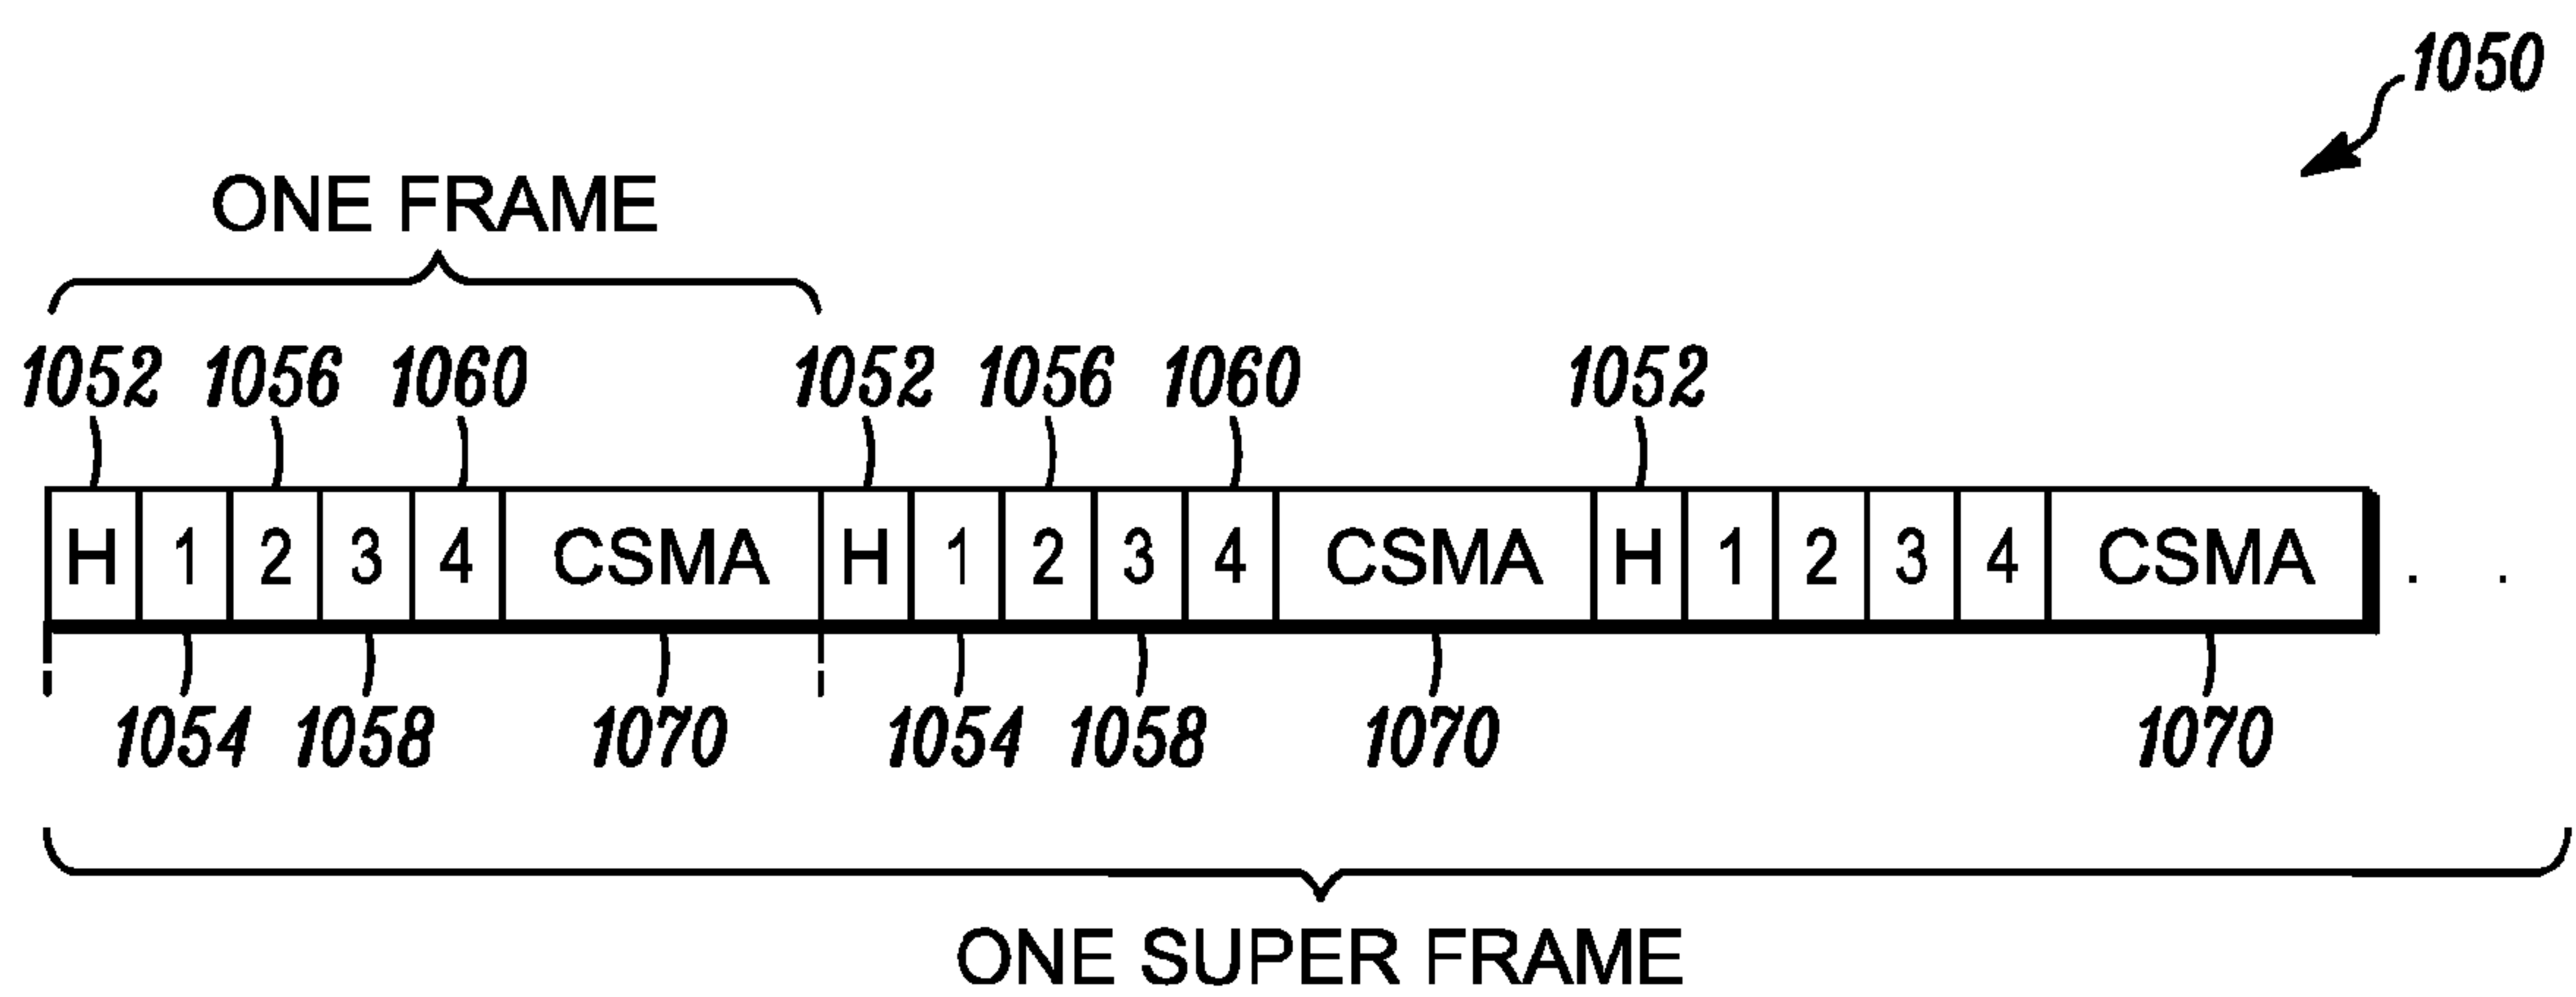 1050
ONE FRAME
1052 1056 1060 1052 1056 1060 1052
H 1 2 3 4 CSMA H 1 2 3 4 CSMA H 1 2 3 4 CSMA . .
1054 1058 1070 1054 1058 1070 1070
ONE SUPER FRAME